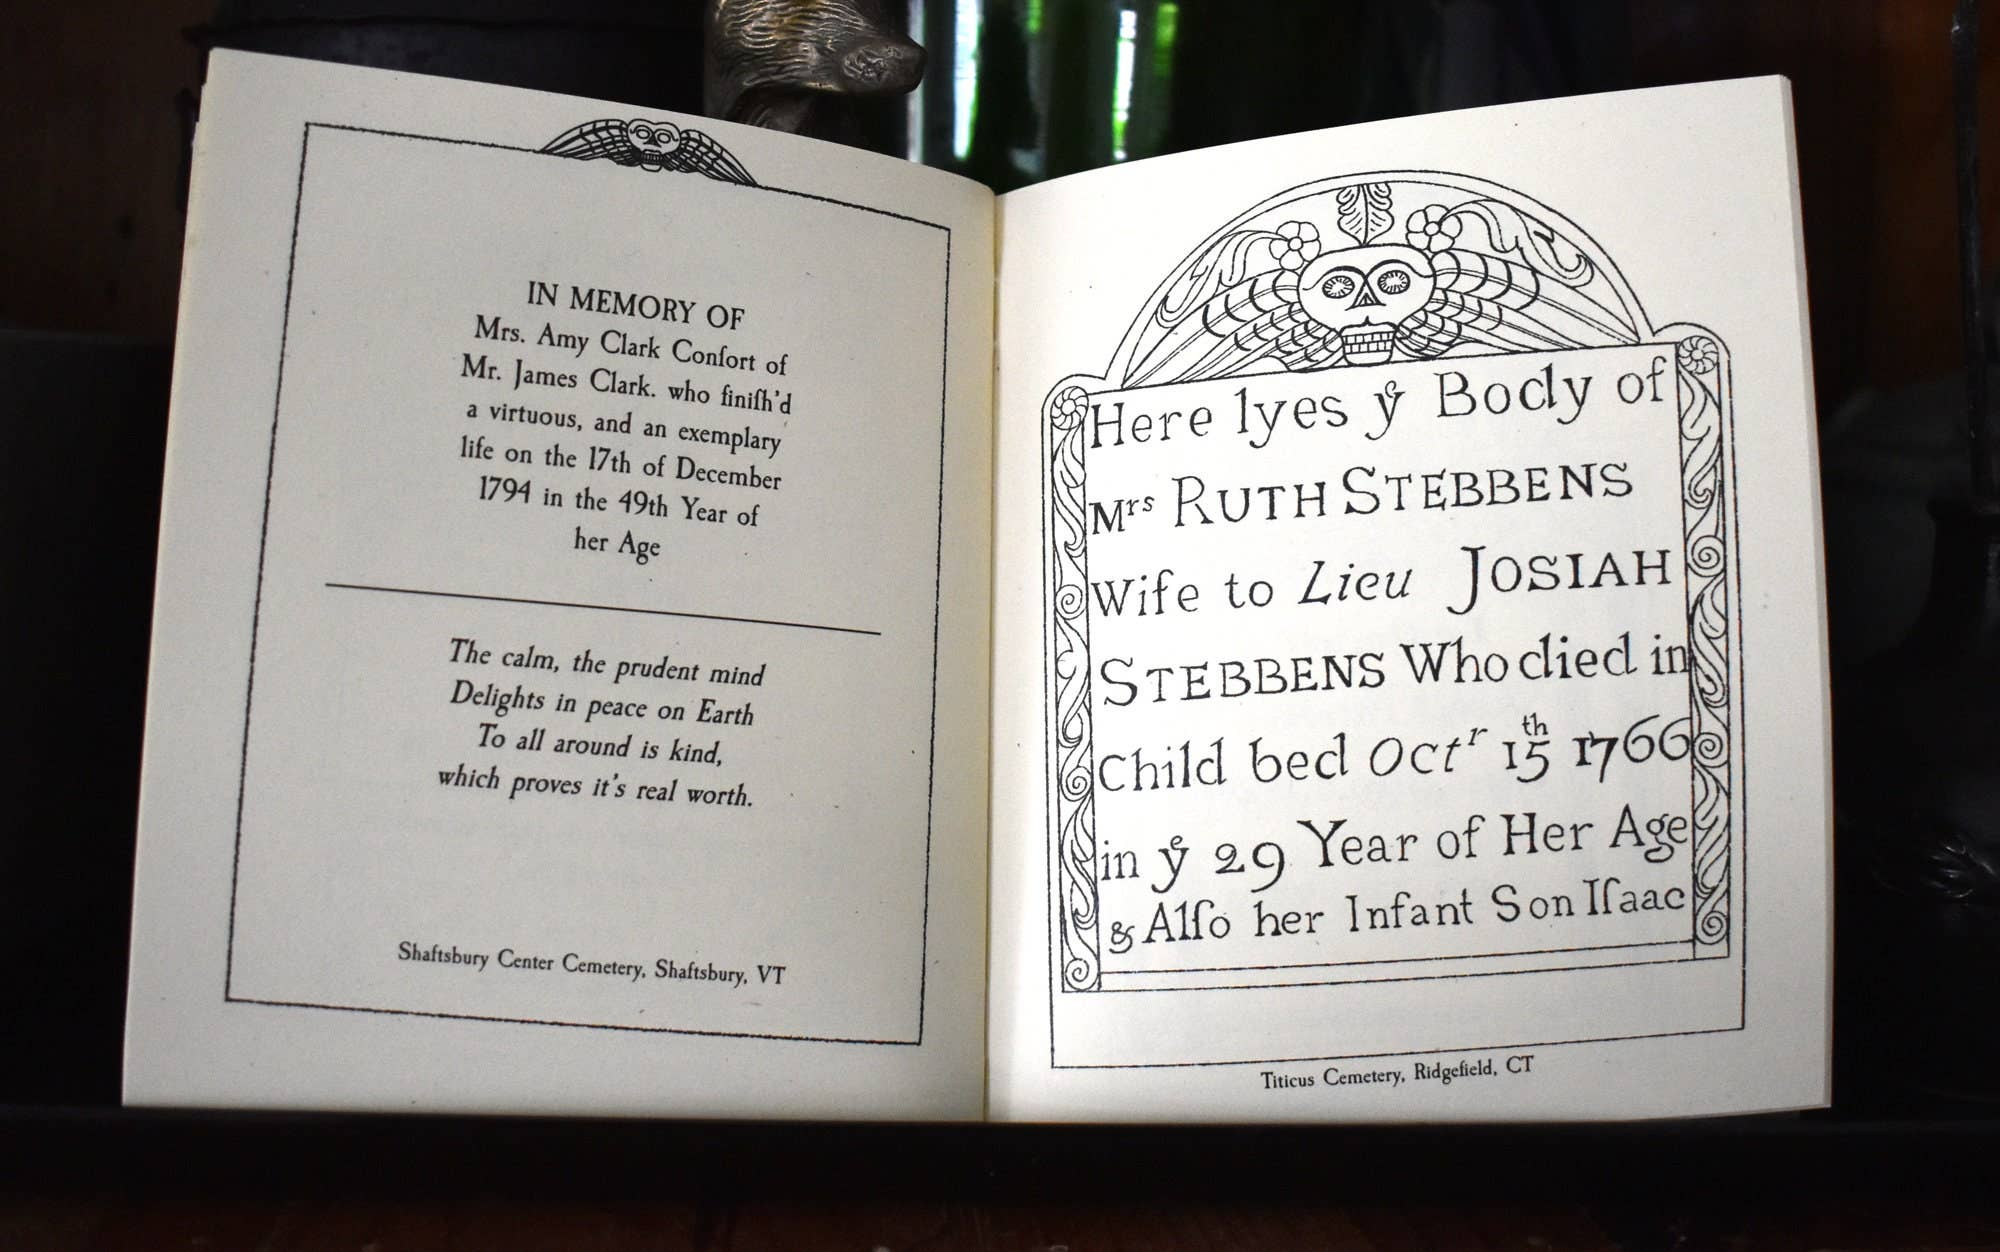 IN MEMORY OF
Mrs. Amy Clark Conſort of
Mr. James Clark. who finiſh'd
a virtuous, and an exemplary
life on the 17th of December
1794 in the 49th Year of
her Age
The calm, the prudent mind
Delights in peace on Earth
To all around is kind,
which proves it's real worth.
Shaftsbury Center Cemetery, Shaftsbury, VT
Here lyes yͤ Body of
Mrs RUTH STEBBENS
Wife to Lieu JOSIAH
STEBBENS Who died in
Child bed Octr 15th 1766
in yͤ 29 Year of Her Age
& Alſo her Infant Son Iſaac
Titicus Cemetery, Ridgefield, CT